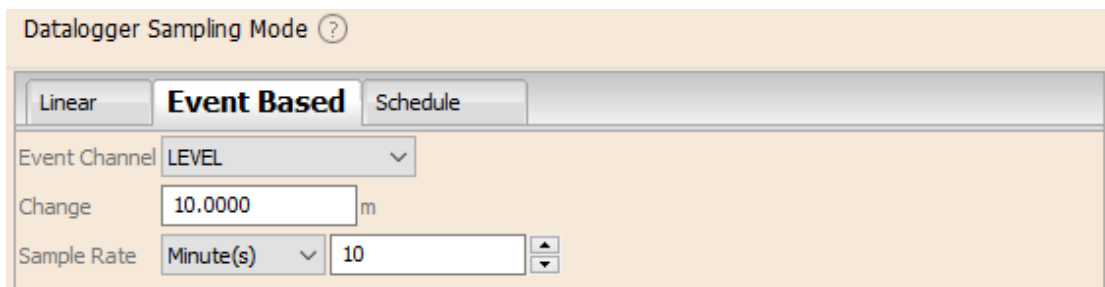 Datalogger Sampling Mode ?
Linear Event Based Schedule
Event Channel LEVEL
Change 10.0000 m
Sample Rate Minute(s) 10